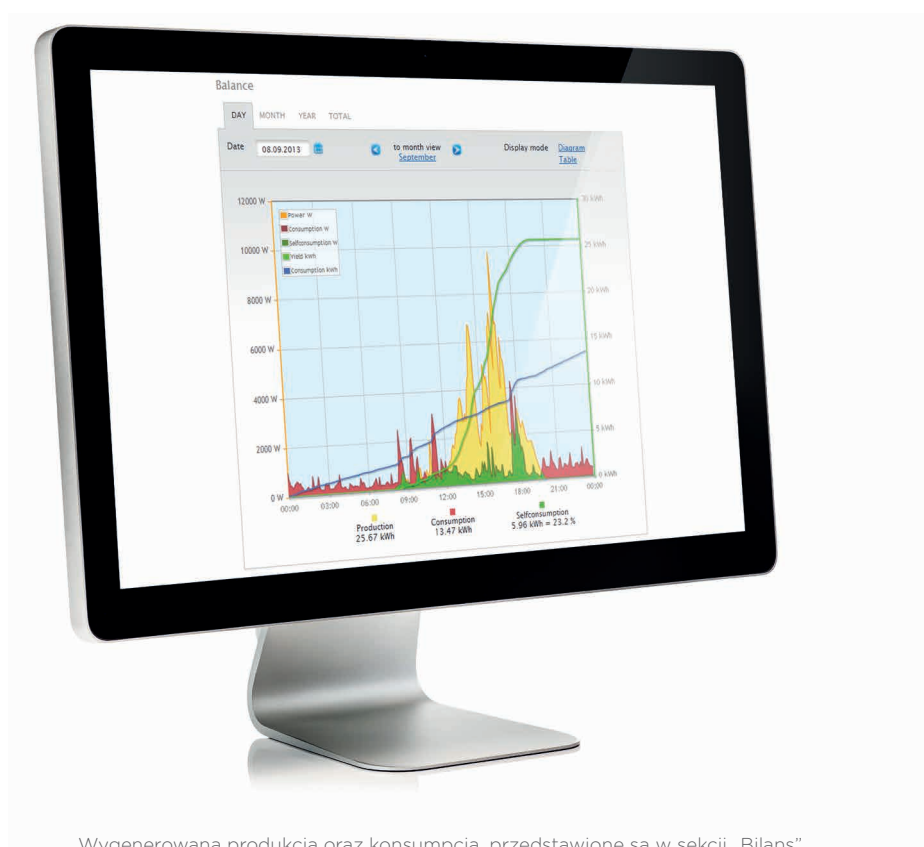 Balance
DAY MONTH YEAR TOTAL
Date 08.09.2013 to month view Display mode Diagram
September Table
12000 W
10000 W
8000 W
6000 W
4000 W
2000 W
0 W
Power W
Consumption W
Selfconsumption W
Yield kWh
Consumption kWh
30 kWh
25 kWh
20 kWh
15 kWh
10 kWh
5 kWh
0 kWh
00:00 03:00 06:00 09:00 12:00 15:00 18:00 21:00 00:00
Production
25.67 kWh
Consumption
13.47 kWh
Selfconsumption
5.96 kWh = 23.2 %
Wygenerowana produkcja oraz konsumpcja, przedstawione są w sekcji „Bilans”